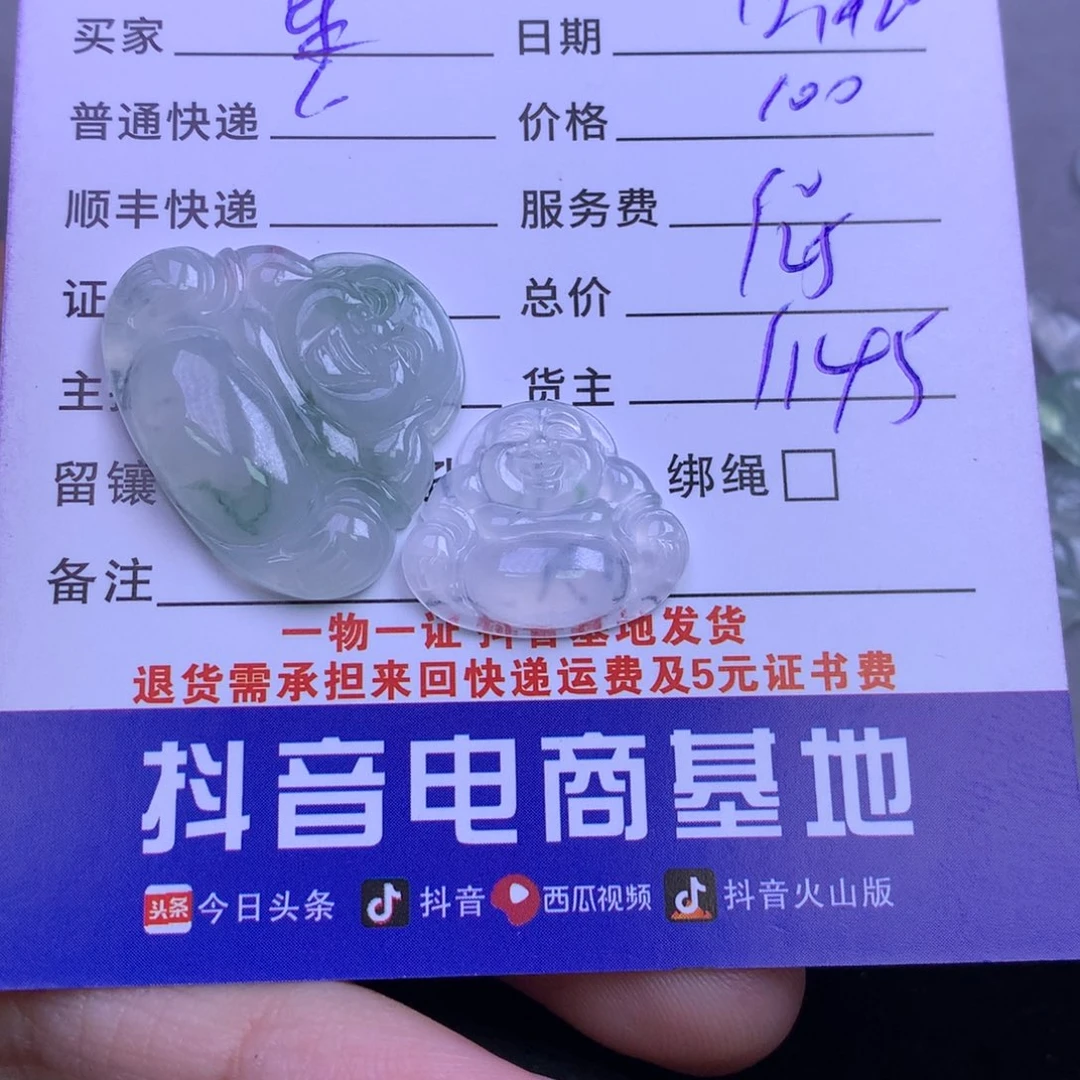 买家 日期
普通快递 价格 100
顺丰快递 服务费
证 总价 125
主 货主 1145
留镶 绑绳
备注
一物一证 抖音基地发货
退货需承担来回快递运费及5元证书费
抖音电商基地
头条 今日头条 抖音 西瓜视频 抖音火山版